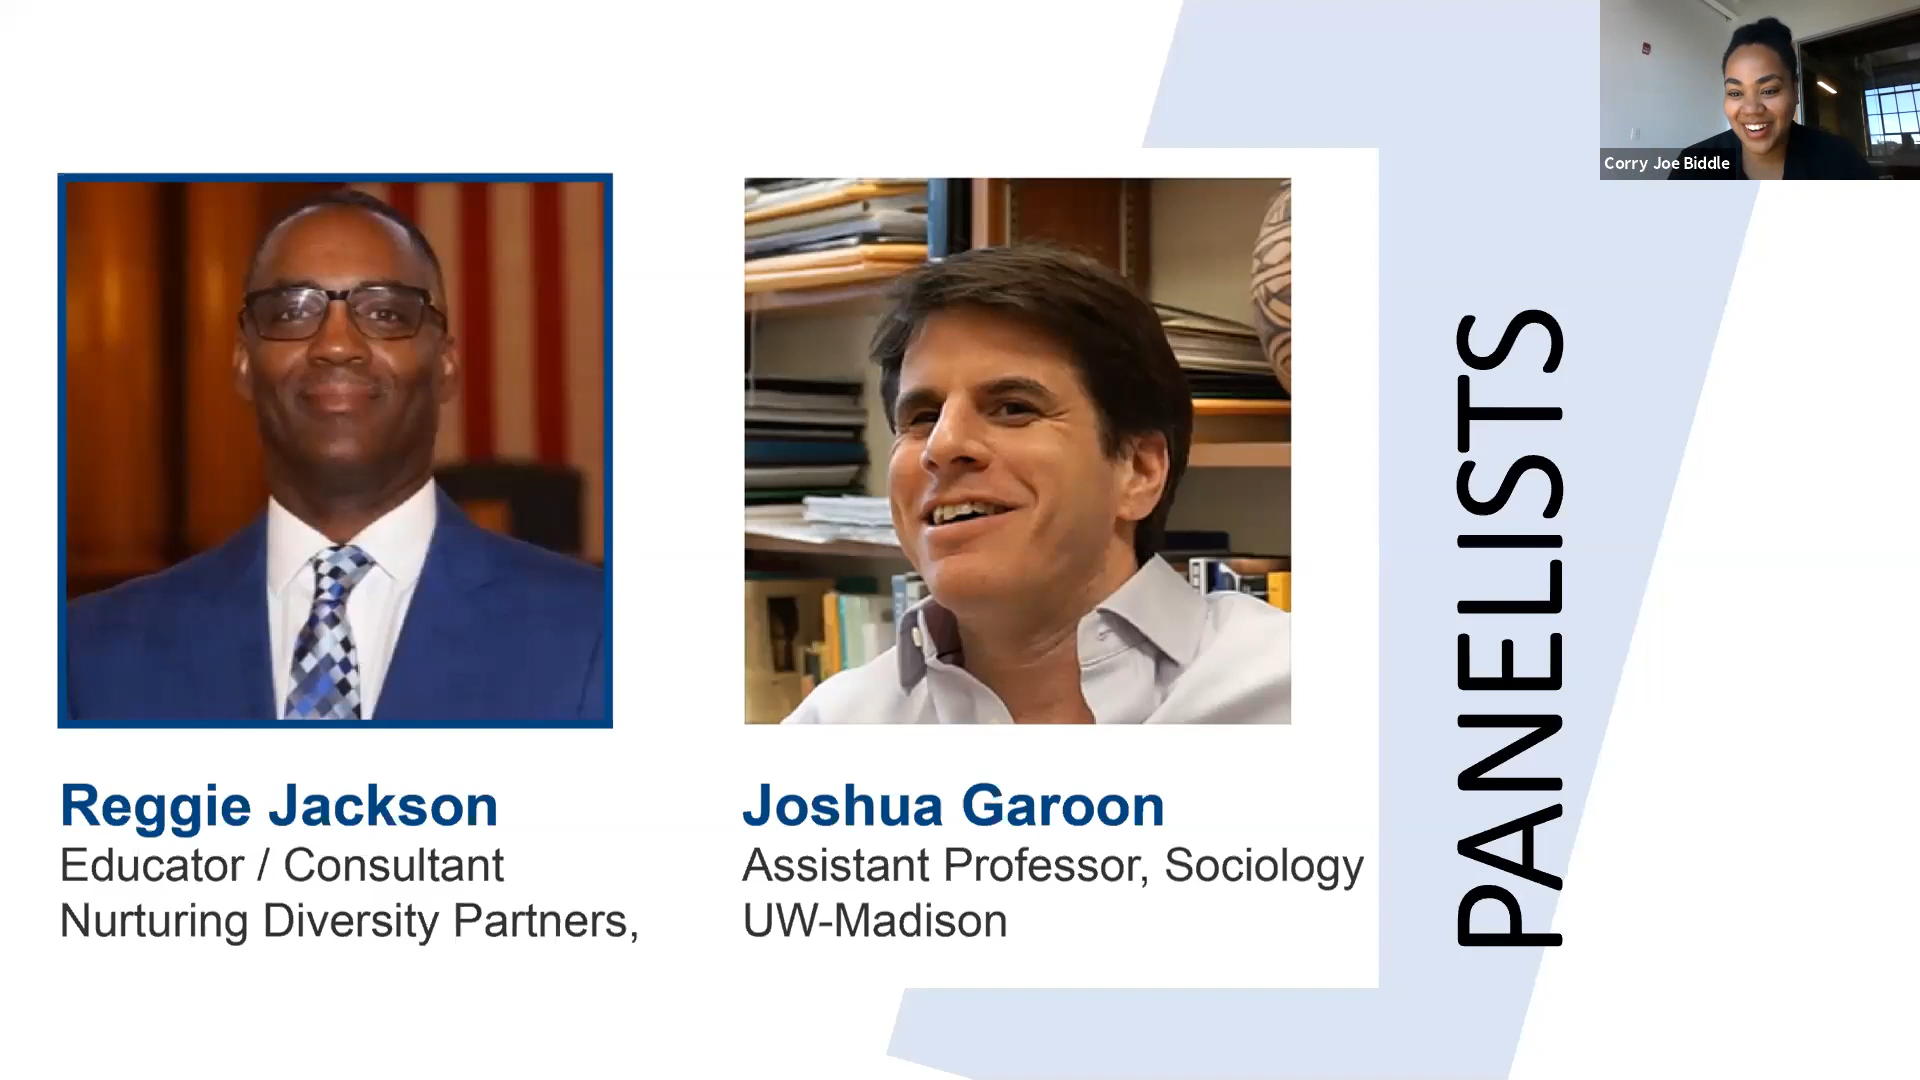 Corry Joe Biddle
Reggie Jackson
Educator / Consultant
Nurturing Diversity Partners,
Joshua Garoon
Assistant Professor, Sociology
UW-Madison
PANELISTS